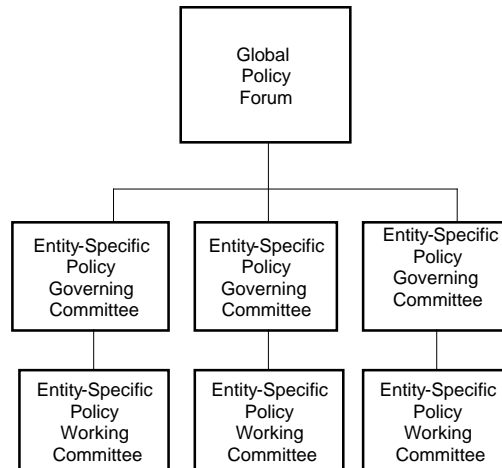 Global
Policy
Forum
Entity-Specific
Policy
Governing
Committee
Entity-Specific
Policy
Governing
Committee
Entity-Specific
Policy
Governing
Committee
Entity-Specific
Policy
Working
Committee
Entity-Specific
Policy
Working
Committee
Entity-Specific
Policy
Working
Committee